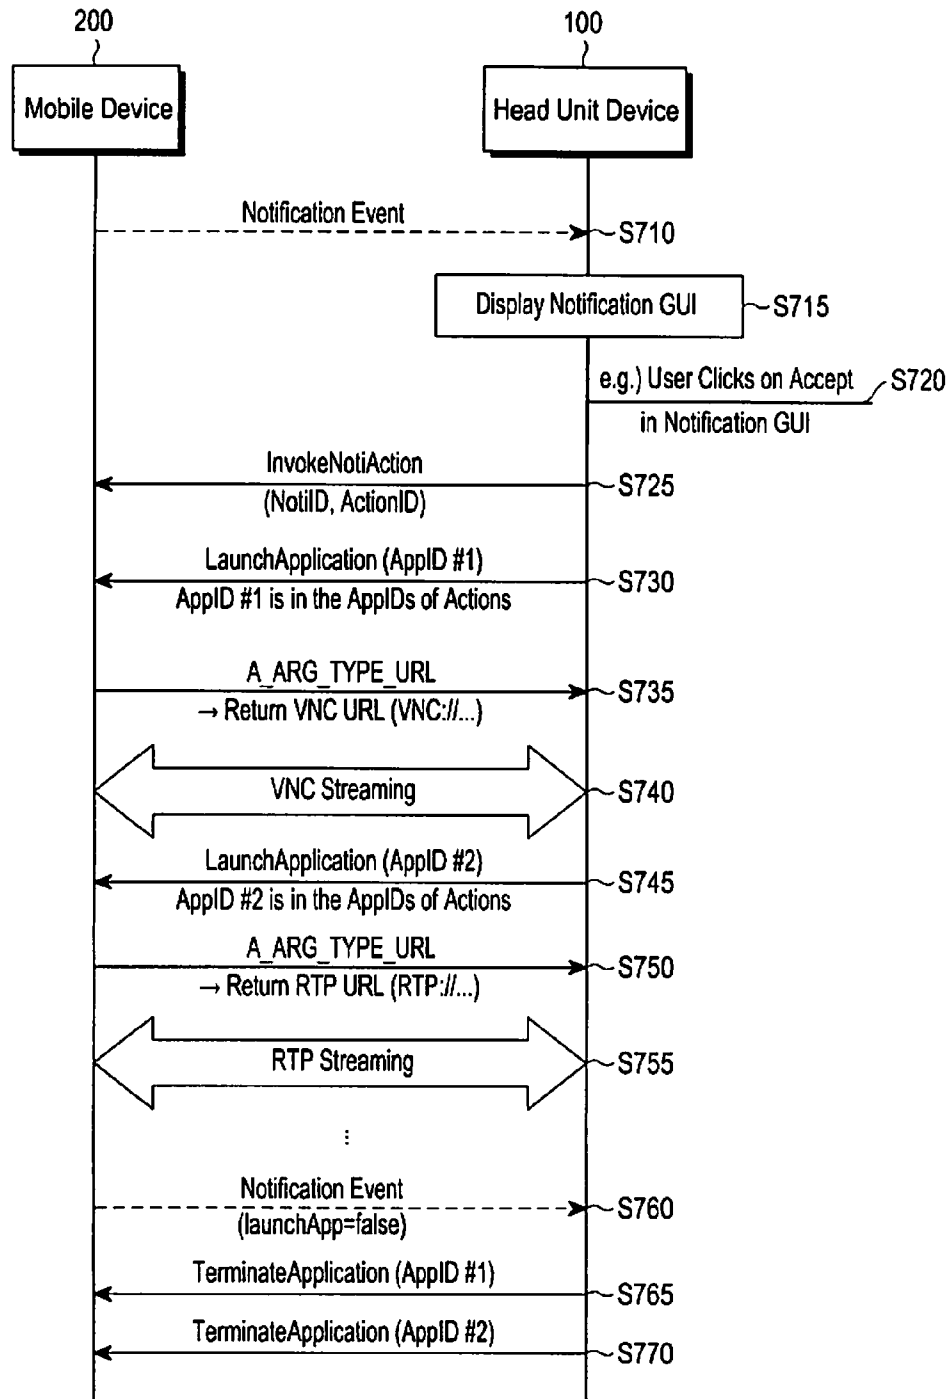 200
100
Mobile Device
Head Unit Device
Notification Event
S710
Display Notification GUI
S715
e.g.) User Clicks on Accept
S720
in Notification GUI
InvokeNotiAction
S725
(NotiID, ActionID)
LaunchApplication (AppID #1)
S730
AppID #1 is in the AppIDs of Actions
A_ARG_TYPE_URL
S735
→ Return VNC URL (VNC://...)
VNC Streaming
S740
LaunchApplication (AppID #2)
S745
AppID #2 is in the AppIDs of Actions
A_ARG_TYPE_URL
S750
→ Return RTP URL (RTP://...)
RTP Streaming
S755
⋮
Notification Event
S760
(launchApp=false)
TerminateApplication (AppID #1)
S765
TerminateApplication (AppID #2)
S770